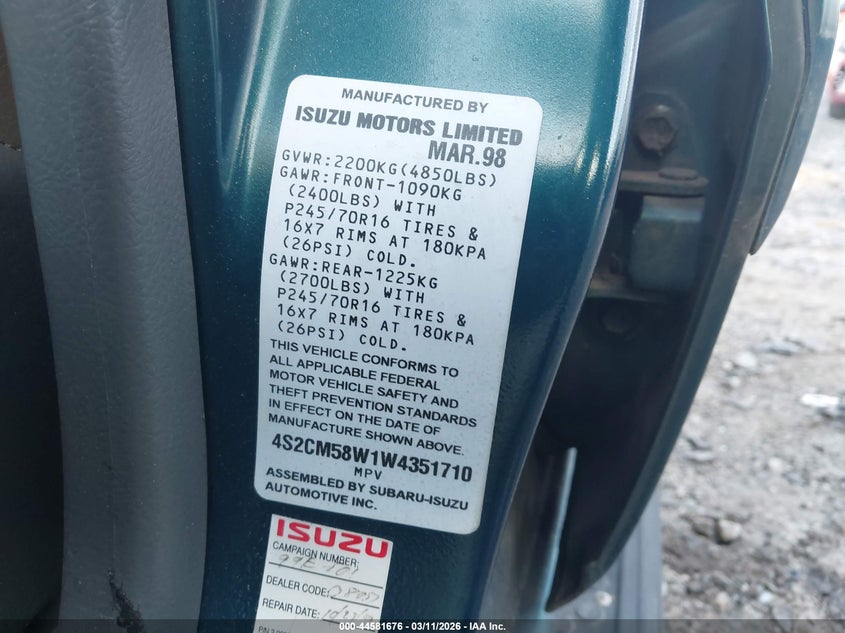 MANUFACTURED BY
ISUZU MOTORS LIMITED
MAR.98
GVWR:2200KG(4850LBS)
GAWR:FRONT-1090KG
(2400LBS) WITH
P245/70R16 TIRES &
16X7 RIMS AT 180KPA
(26PSI) COLD.
GAWR:REAR-1225KG
(2700LBS) WITH
P245/70R16 TIRES &
16X7 RIMS AT 180KPA
(26PSI) COLD.
THIS VEHICLE CONFORMS TO
ALL APPLICABLE FEDERAL
MOTOR VEHICLE SAFETY AND
THEFT PREVENTION STANDARDS
IN EFFECT ON THE DATE OF
MANUFACTURE SHOWN ABOVE.
4S2CM58W1W4351710
MPV
ASSEMBLED BY SUBARU-ISUZU
AUTOMOTIVE INC.
ISUZU
CAMPAIGN NUMBER:
DEALER CODE:
REPAIR DATE:
000-44581676 - 03/11/2026 - IAA Inc.